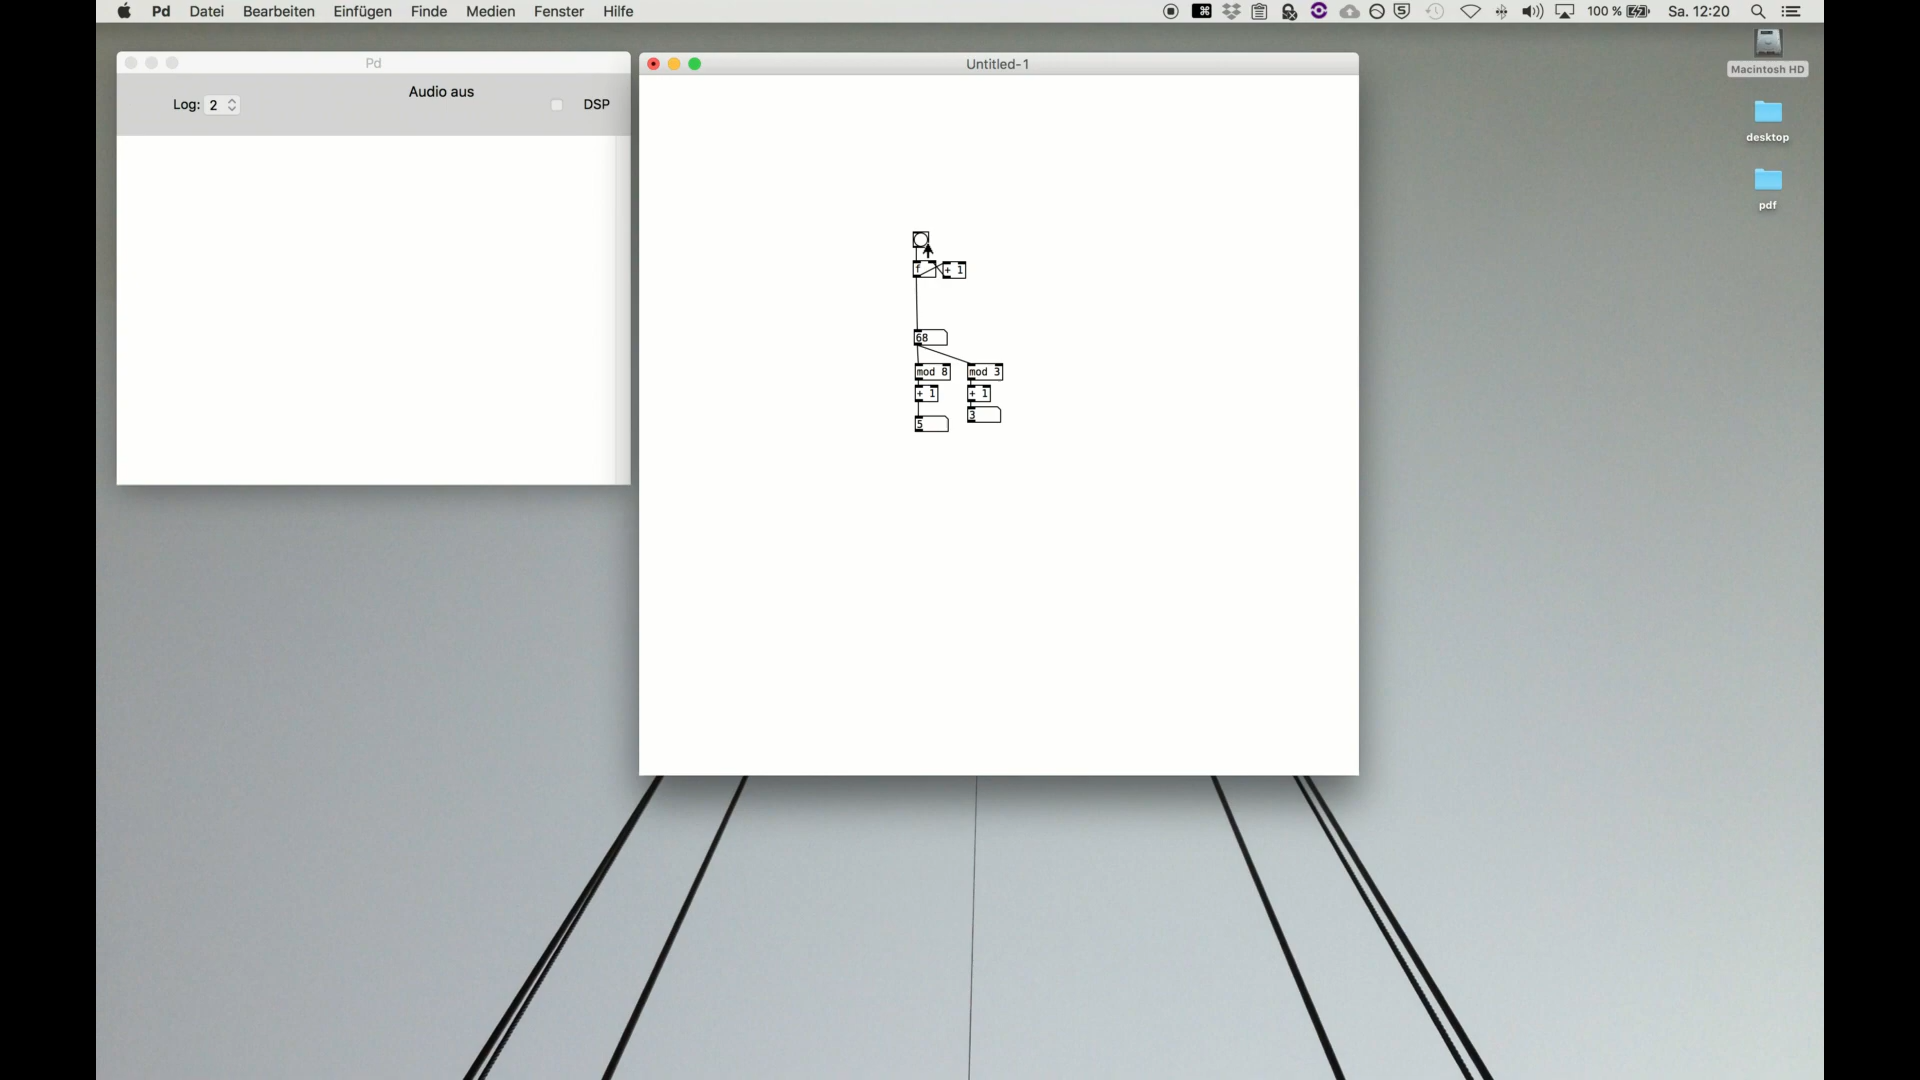 Pd Datei Bearbeiten Einfügen Finde Medien Fenster Hilfe 100 % Sa. 12:20
Pd
Audio aus
Log: 2
DSP
Untitled-1
f
+ 1
68
mod 8
mod 3
+ 1
+ 1
5
3
Macintosh HD
desktop
pdf